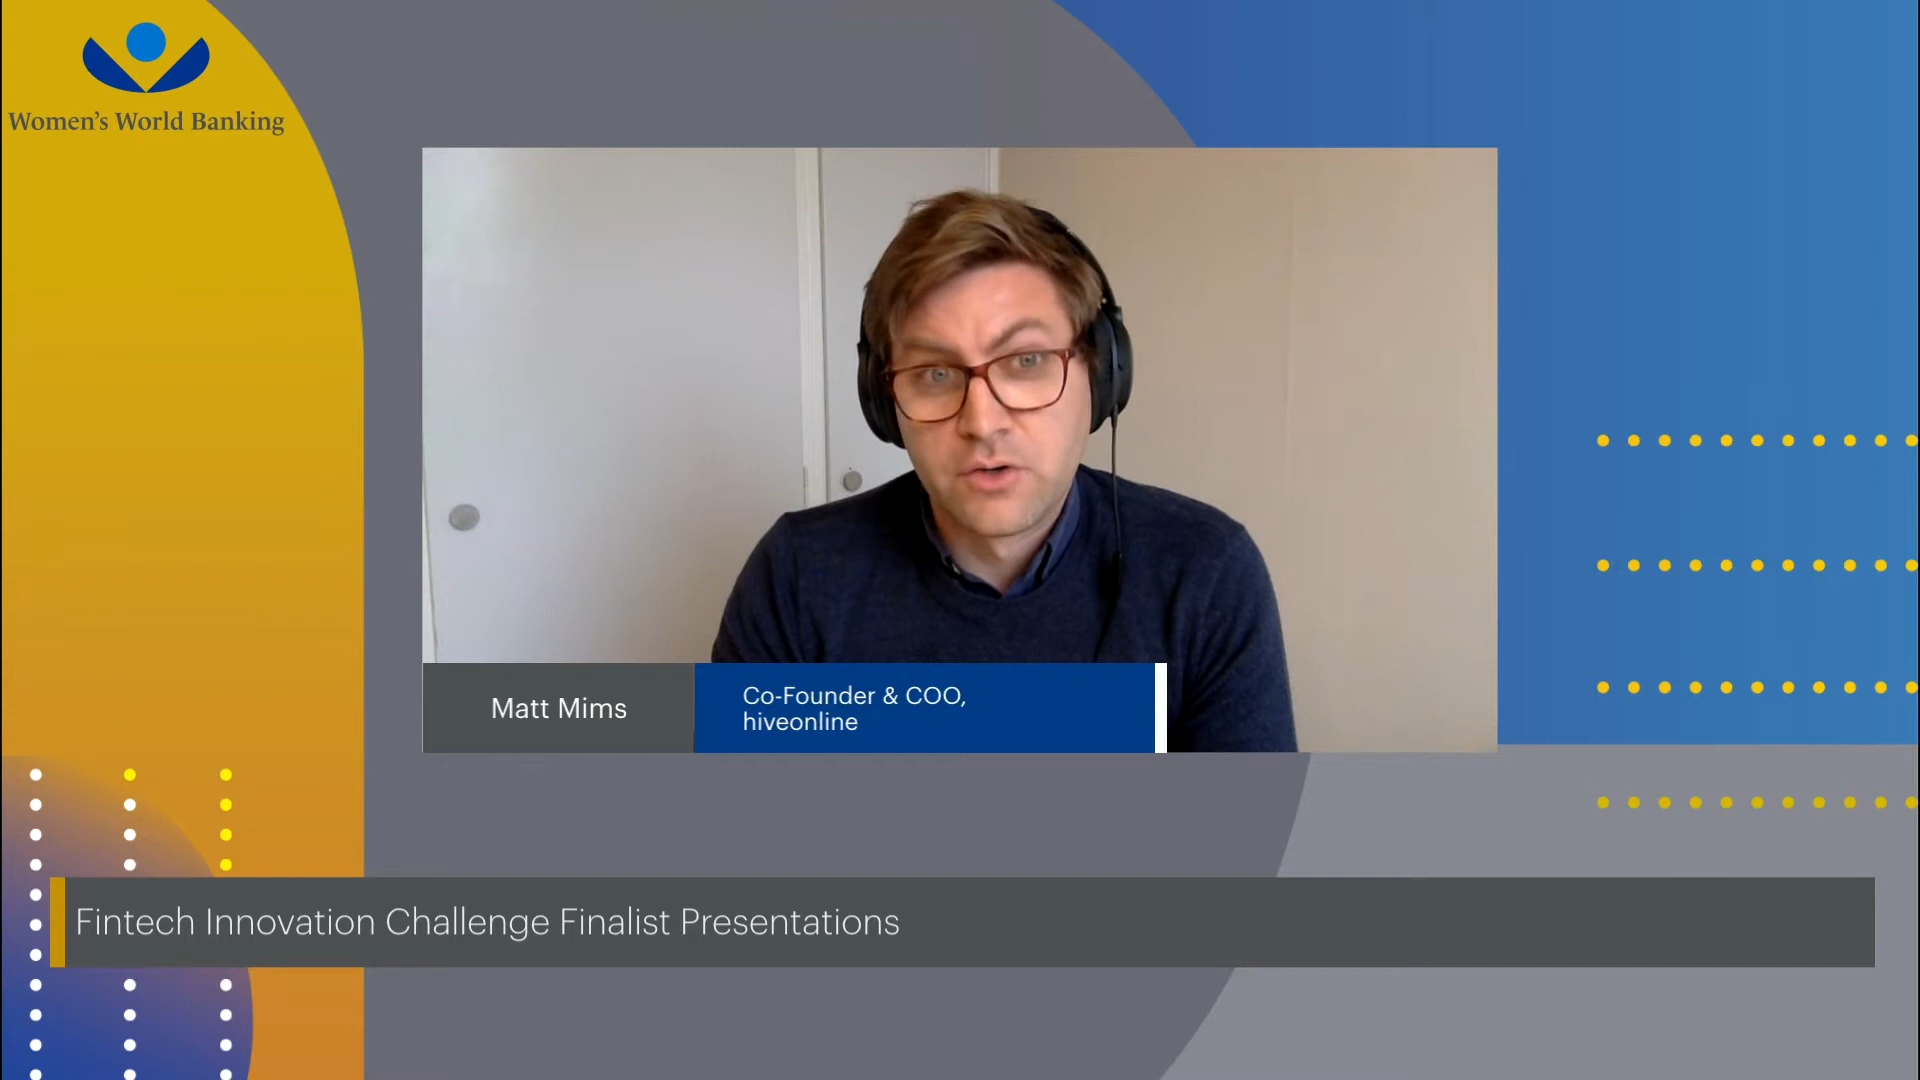 Women's World Banking
Matt Mims
Co-Founder & COO,
hiveonline
Fintech Innovation Challenge Finalist Presentations